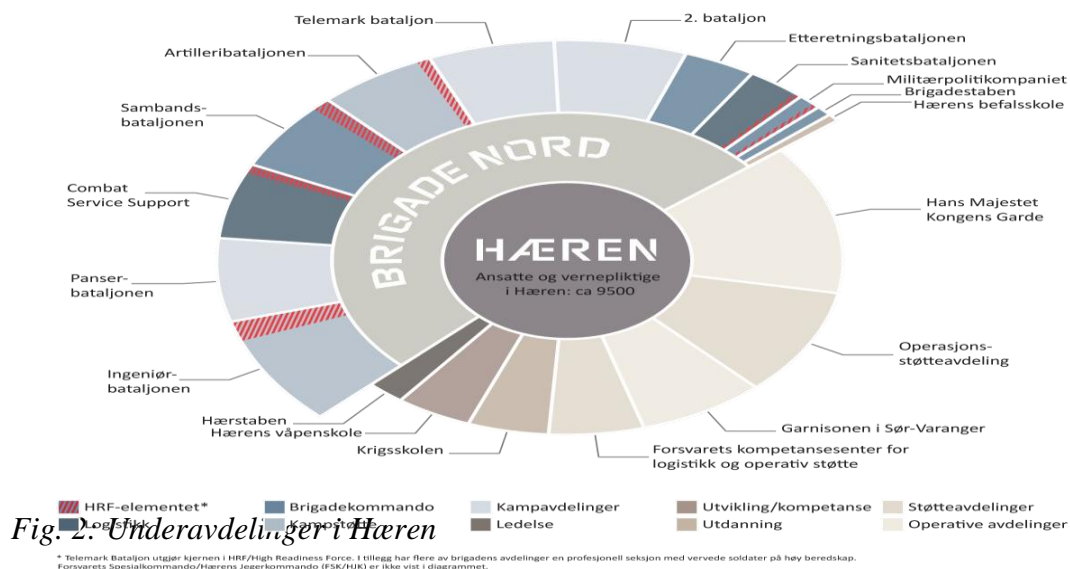 Telemark bataljon
2. bataljon
Artilleribataljonen
Etteretningsbataljonen
Sanitetsbataljonen
Militærpolitikompaniet
Brigadestaben
Hærens befalsskole
Sambands-
bataljonen
BRIGADE NORD
Combat
Service Support
Hans Majestet
Kongens Garde
HÆREN
Ansatte og vernepliktige
i Hæren: ca 9500
Panser-
bataljonen
Operasjons-
støtteavdeling
Ingeniør-
bataljonen
Hærstaben
Hærens våpenskole
Krigsskolen
Garnisonen i Sør-Varanger
Forsvarets kompetansesenter for
logistikk og operativ støtte
HRF-elementet*
Brigadekommando
Kampavdelinger
Utvikling/kompetanse
Støtteavdelinger
Logistikk
Kampstøtte
Ledelse
Utdanning
Operative avdelinger
Fig. 2: Underavdelinger i Hæren
* Telemark Bataljon utgjør kjernen i HRF/High Readiness Force. I tillegg har flere av brigadens avdelinger en profesjonell seksjon med vervede soldater på høy beredskap.
Forsvarets Spesialkommando/Hærens Jegerkommando (FSK/HJK) er ikke vist i diagrammet.